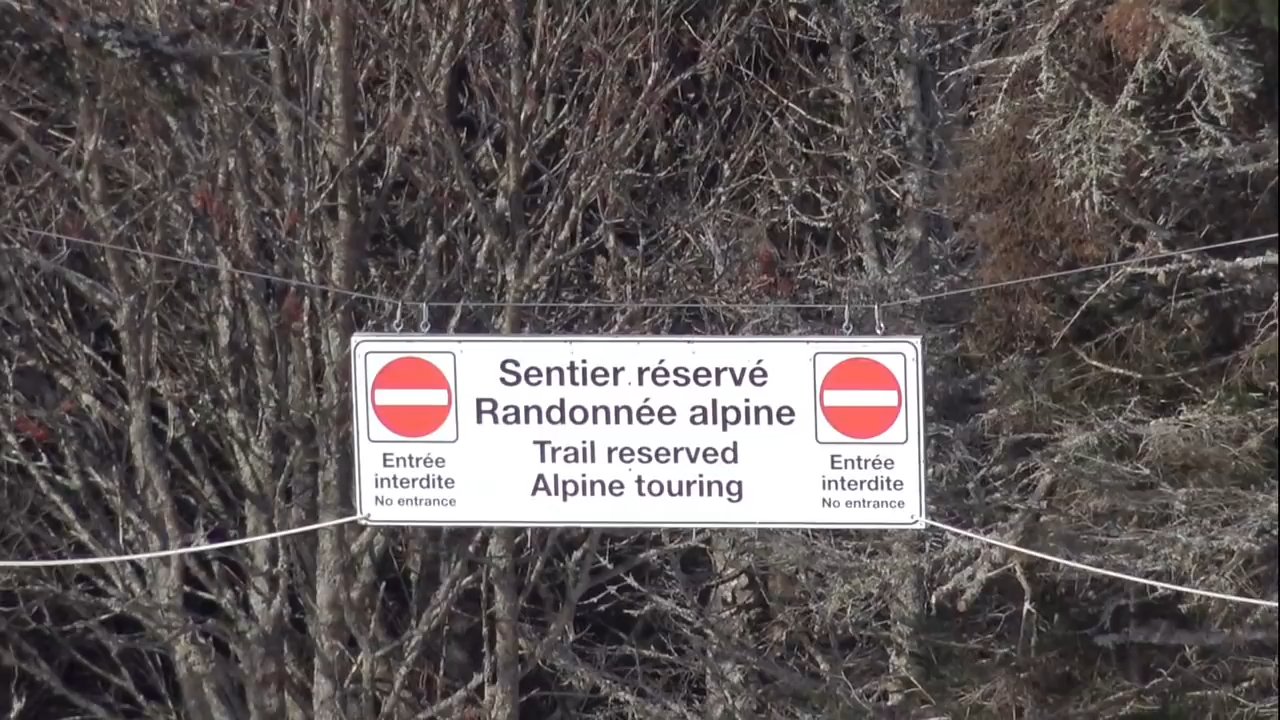 Sentier réservé
Randonnée alpine
Trail reserved
Alpine touring
Entrée
interdite
No entrance
Entrée
interdite
No entrance